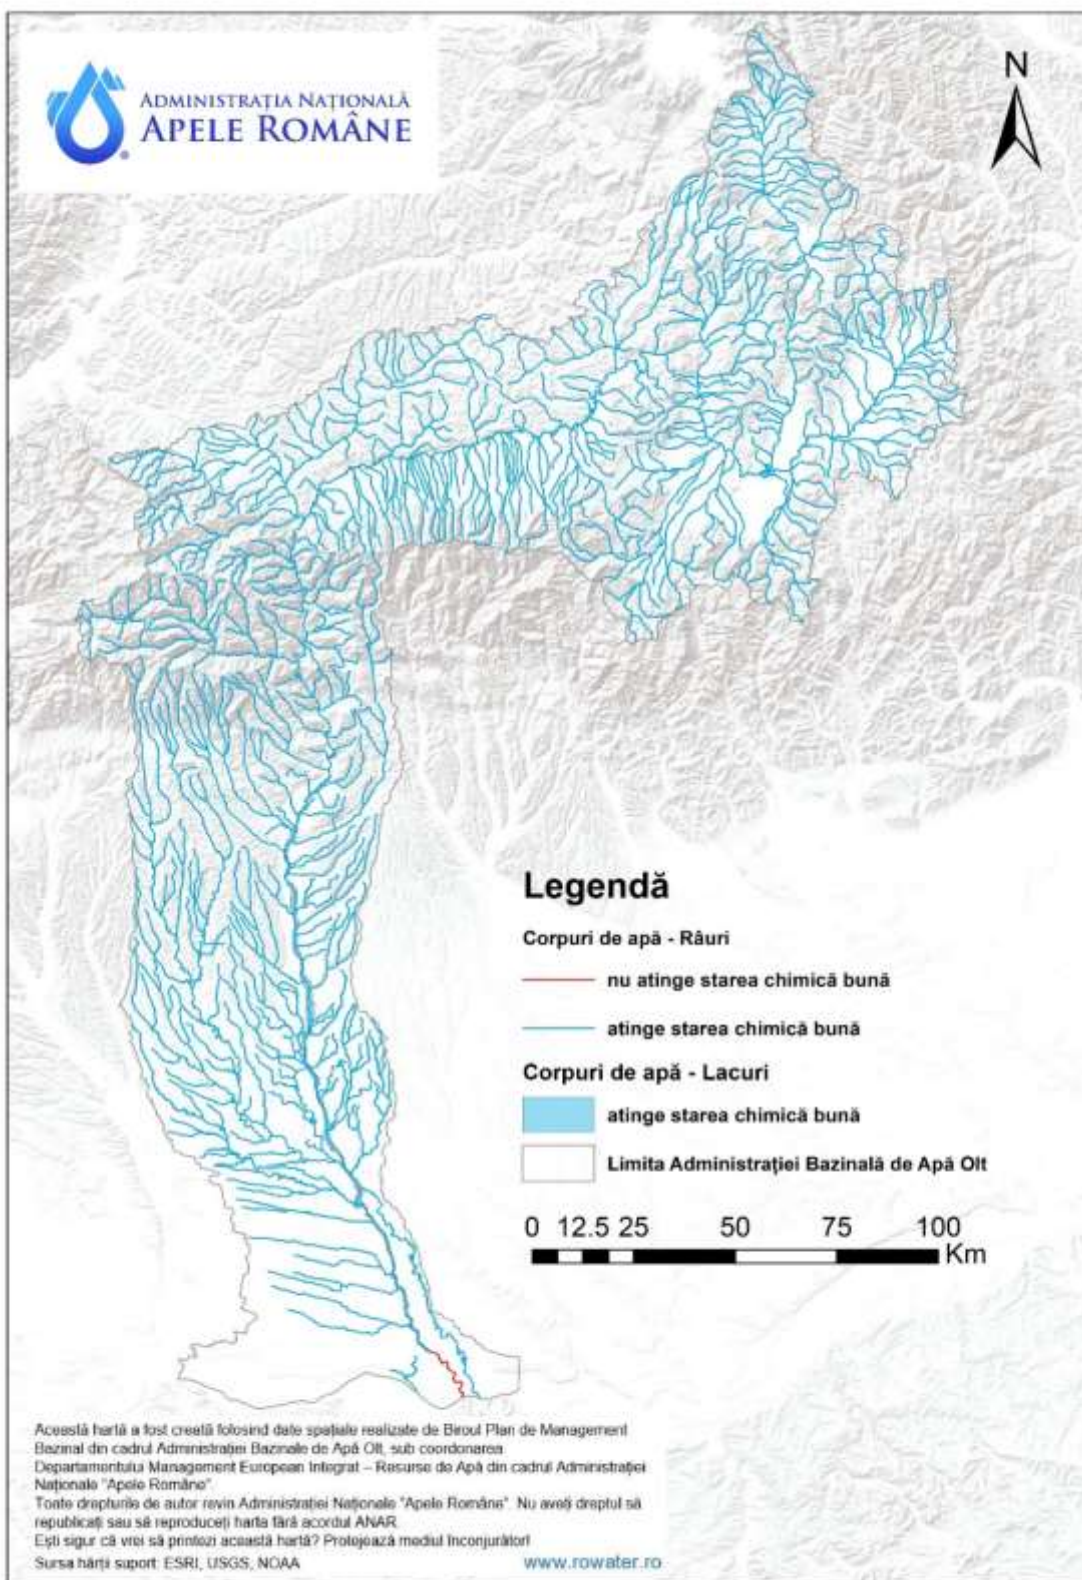 ADMINISTRAȚIA NAȚIONALĂ
APELE ROMÂNE
N
Legendă
Corpuri de apă - Râuri
nu atinge starea chimică bună
atinge starea chimică bună
Corpuri de apă - Lacuri
atinge starea chimică bună
Limita Administrației Bazinală de Apă Olt
0 12.5 25 50 75 100
Km
Această hartă a fost creată folosind date spațiale realizate de Biroul Plan de Management
Bazinal din cadrul Administrației Bazinale de Apă Olt, sub coordonarea
Departamentului Management European Integrat – Resurse de Apă din cadrul Administrației
Naționale "Apele Române"
Toate drepturile de autor revin Administrației Naționale "Apele Române". Nu aveți dreptul să
republicați sau să reproduceți harta fără acordul ANAR
Ești sigur că vrei să printezi această hartă? Protejează mediul înconjurător!
Sursa hărții suport: ESRI, USGS, NOAA
www.rowater.ro